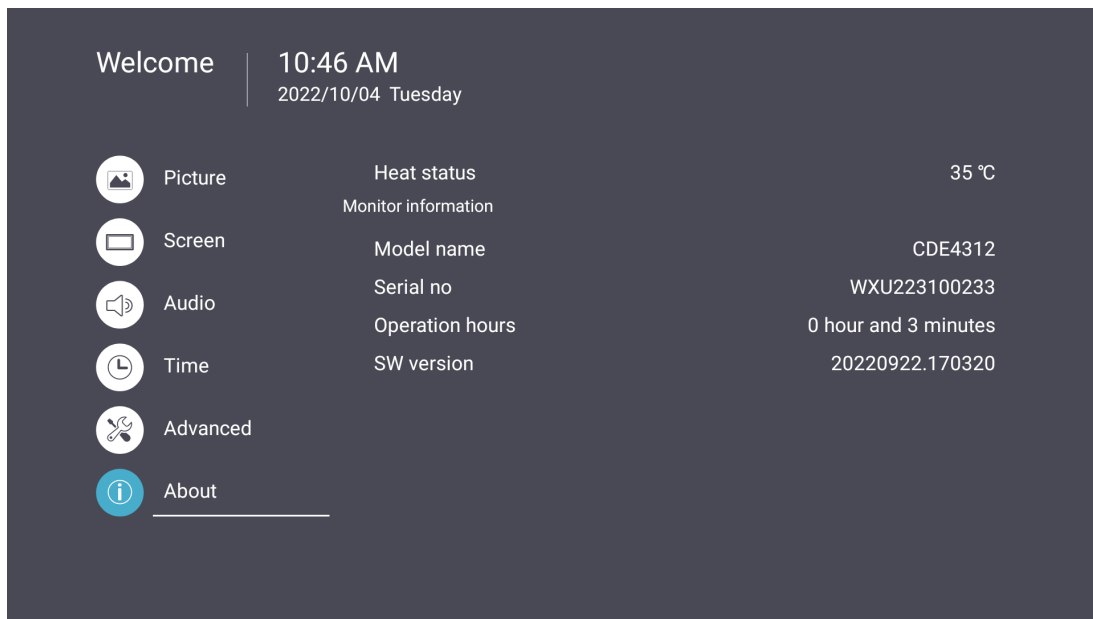 Welcome
10:46 AM
2022/10/04 Tuesday
Picture
Screen
Audio
Time
Advanced
About
Heat status 35 ℃
Monitor information
Model name CDE4312
Serial no WXU223100233
Operation hours 0 hour and 3 minutes
SW version 20220922.170320